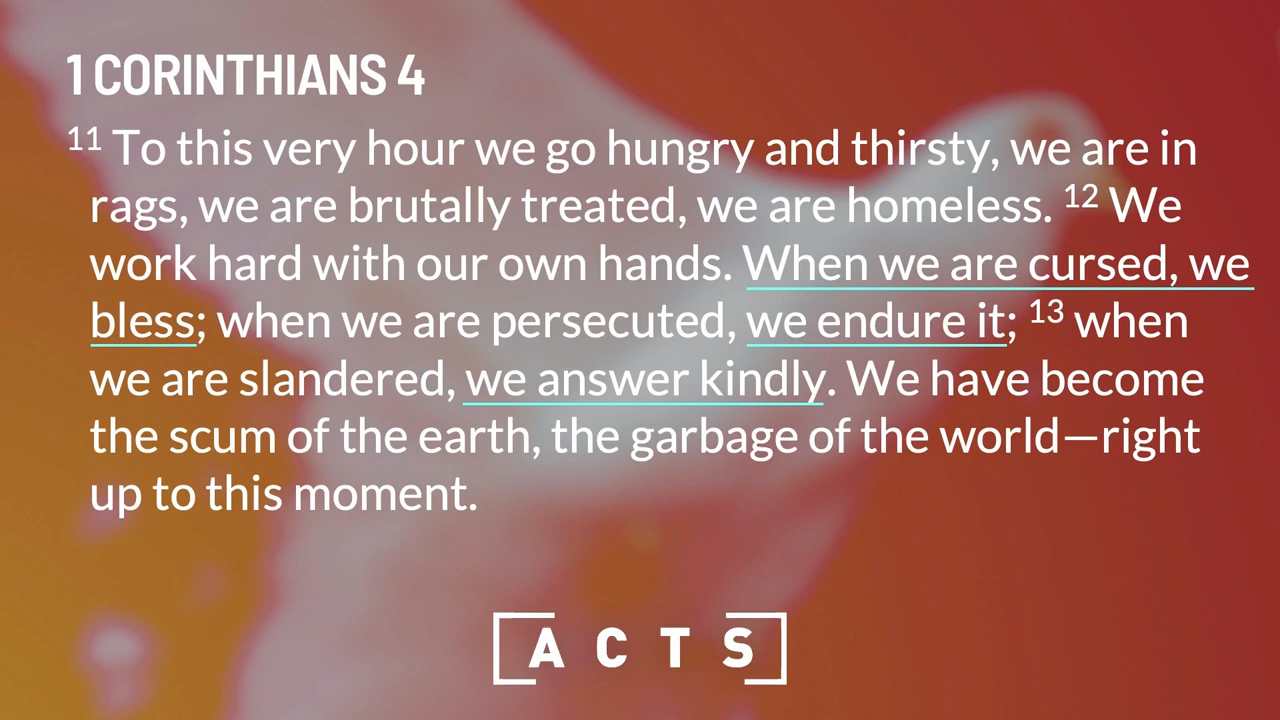 1 CORINTHIANS 4
11 To this very hour we go hungry and thirsty, we are in
rags, we are brutally treated, we are homeless. 12 We
work hard with our own hands. When we are cursed, we
bless; when we are persecuted, we endure it; 13 when
we are slandered, we answer kindly. We have become
the scum of the earth, the garbage of the world—right
up to this moment.
ACTS